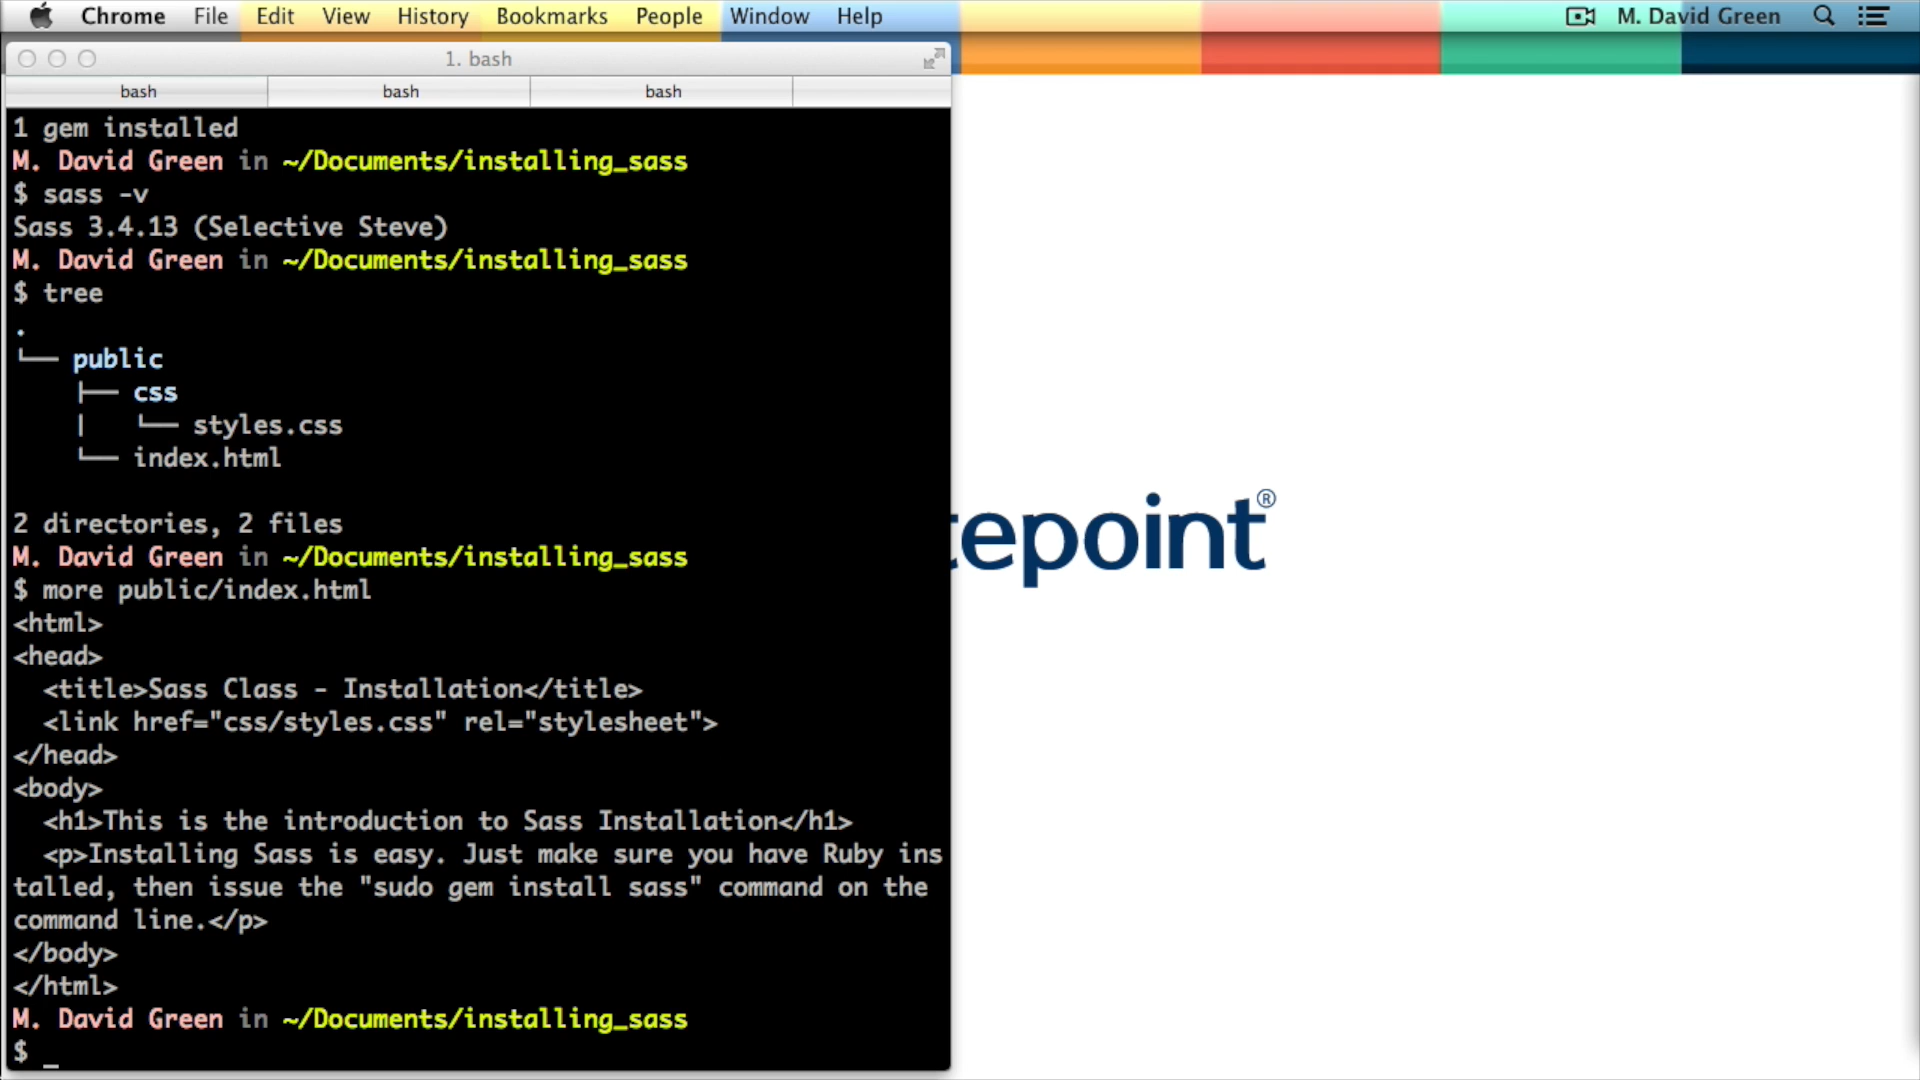 Chrome File Edit View History Bookmarks People Window Help M. David Green
1. bash
bash bash bash
1 gem installed
M. David Green in ~/Documents/installing_sass
$ sass -v
Sass 3.4.13 (Selective Steve)
M. David Green in ~/Documents/installing_sass
$ tree
.
└── public
    ├── css
    |   └── styles.css
    └── index.html
2 directories, 2 files
M. David Green in ~/Documents/installing_sass
$ more public/index.html
<html>
<head>
  <title>Sass Class - Installation</title>
  <link href="css/styles.css" rel="stylesheet">
</head>
<body>
  <h1>This is the introduction to Sass Installation</h1>
  <p>Installing Sass is easy. Just make sure you have Ruby ins
talled, then issue the "sudo gem install sass" command on the
command line.</p>
</body>
</html>
M. David Green in ~/Documents/installing_sass
$ _
tepoint®